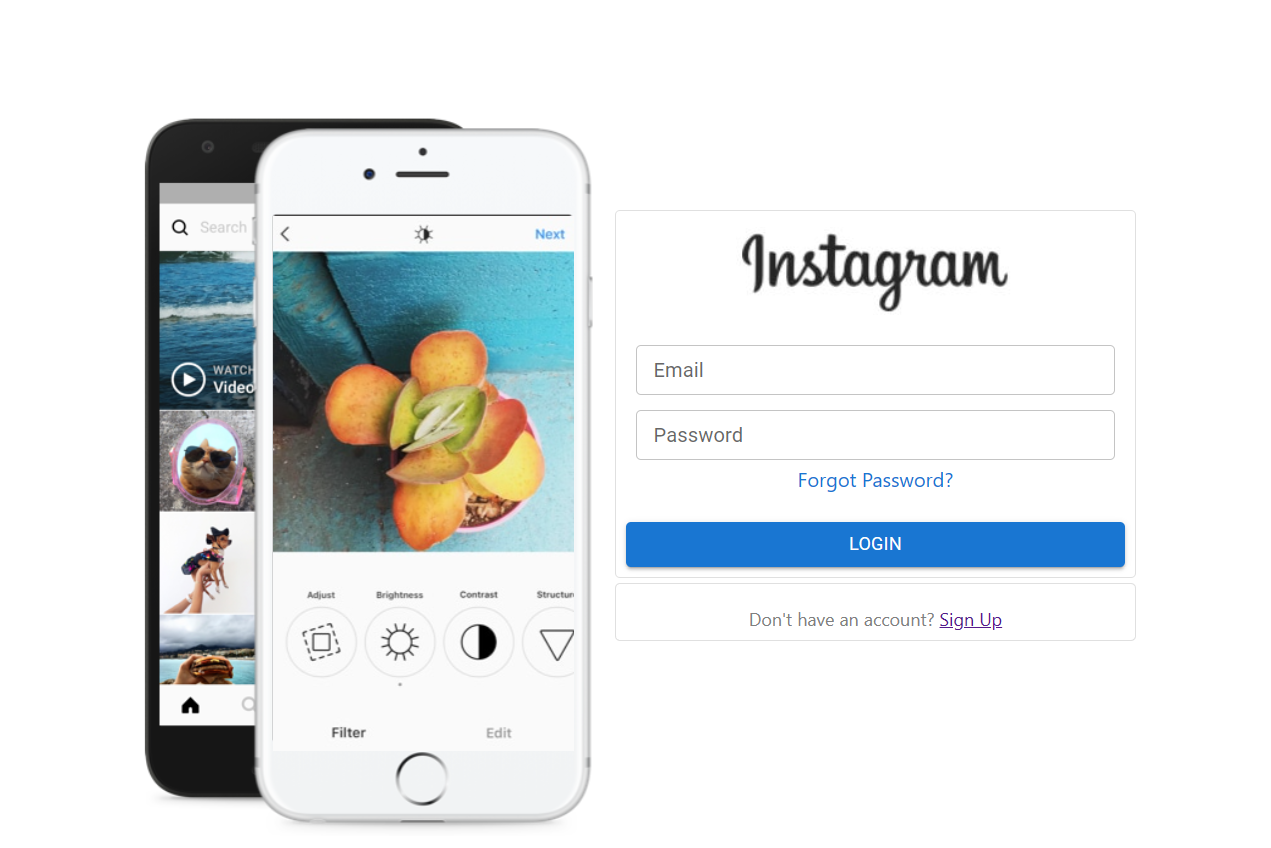 Search
WATCH
Video
Next
Adjust
Brightness
Contrast
Structure
Filter
Edit
Instagram
Email
Password
Forgot Password?
LOGIN
Don't have an account? Sign Up